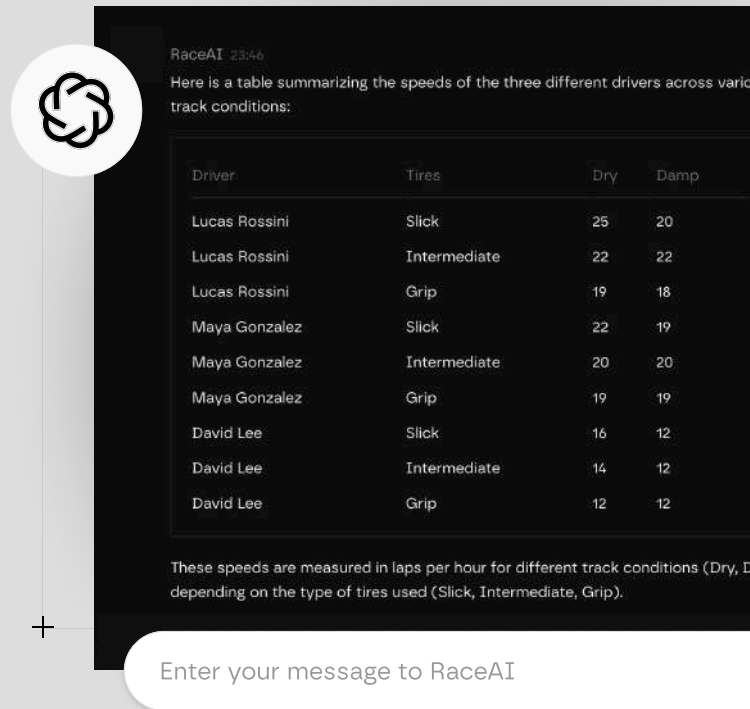 RaceAI 23:46
Here is a table summarizing the speeds of the three different drivers across
track conditions:
Driver Tires Dry Damp
Lucas Rossini Slick 25 20
Lucas Rossini Intermediate 22 22
Lucas Rossini Grip 19 18
Maya Gonzalez Slick 22 19
Maya Gonzalez Intermediate 20 20
Maya Gonzalez Grip 19 19
David Lee Slick 16 12
David Lee Intermediate 14 12
David Lee Grip 12 12
These speeds are measured in laps per hour for different track conditions (Dry,
depending on the type of tires used (Slick, Intermediate, Grip).
Enter your message to RaceAI